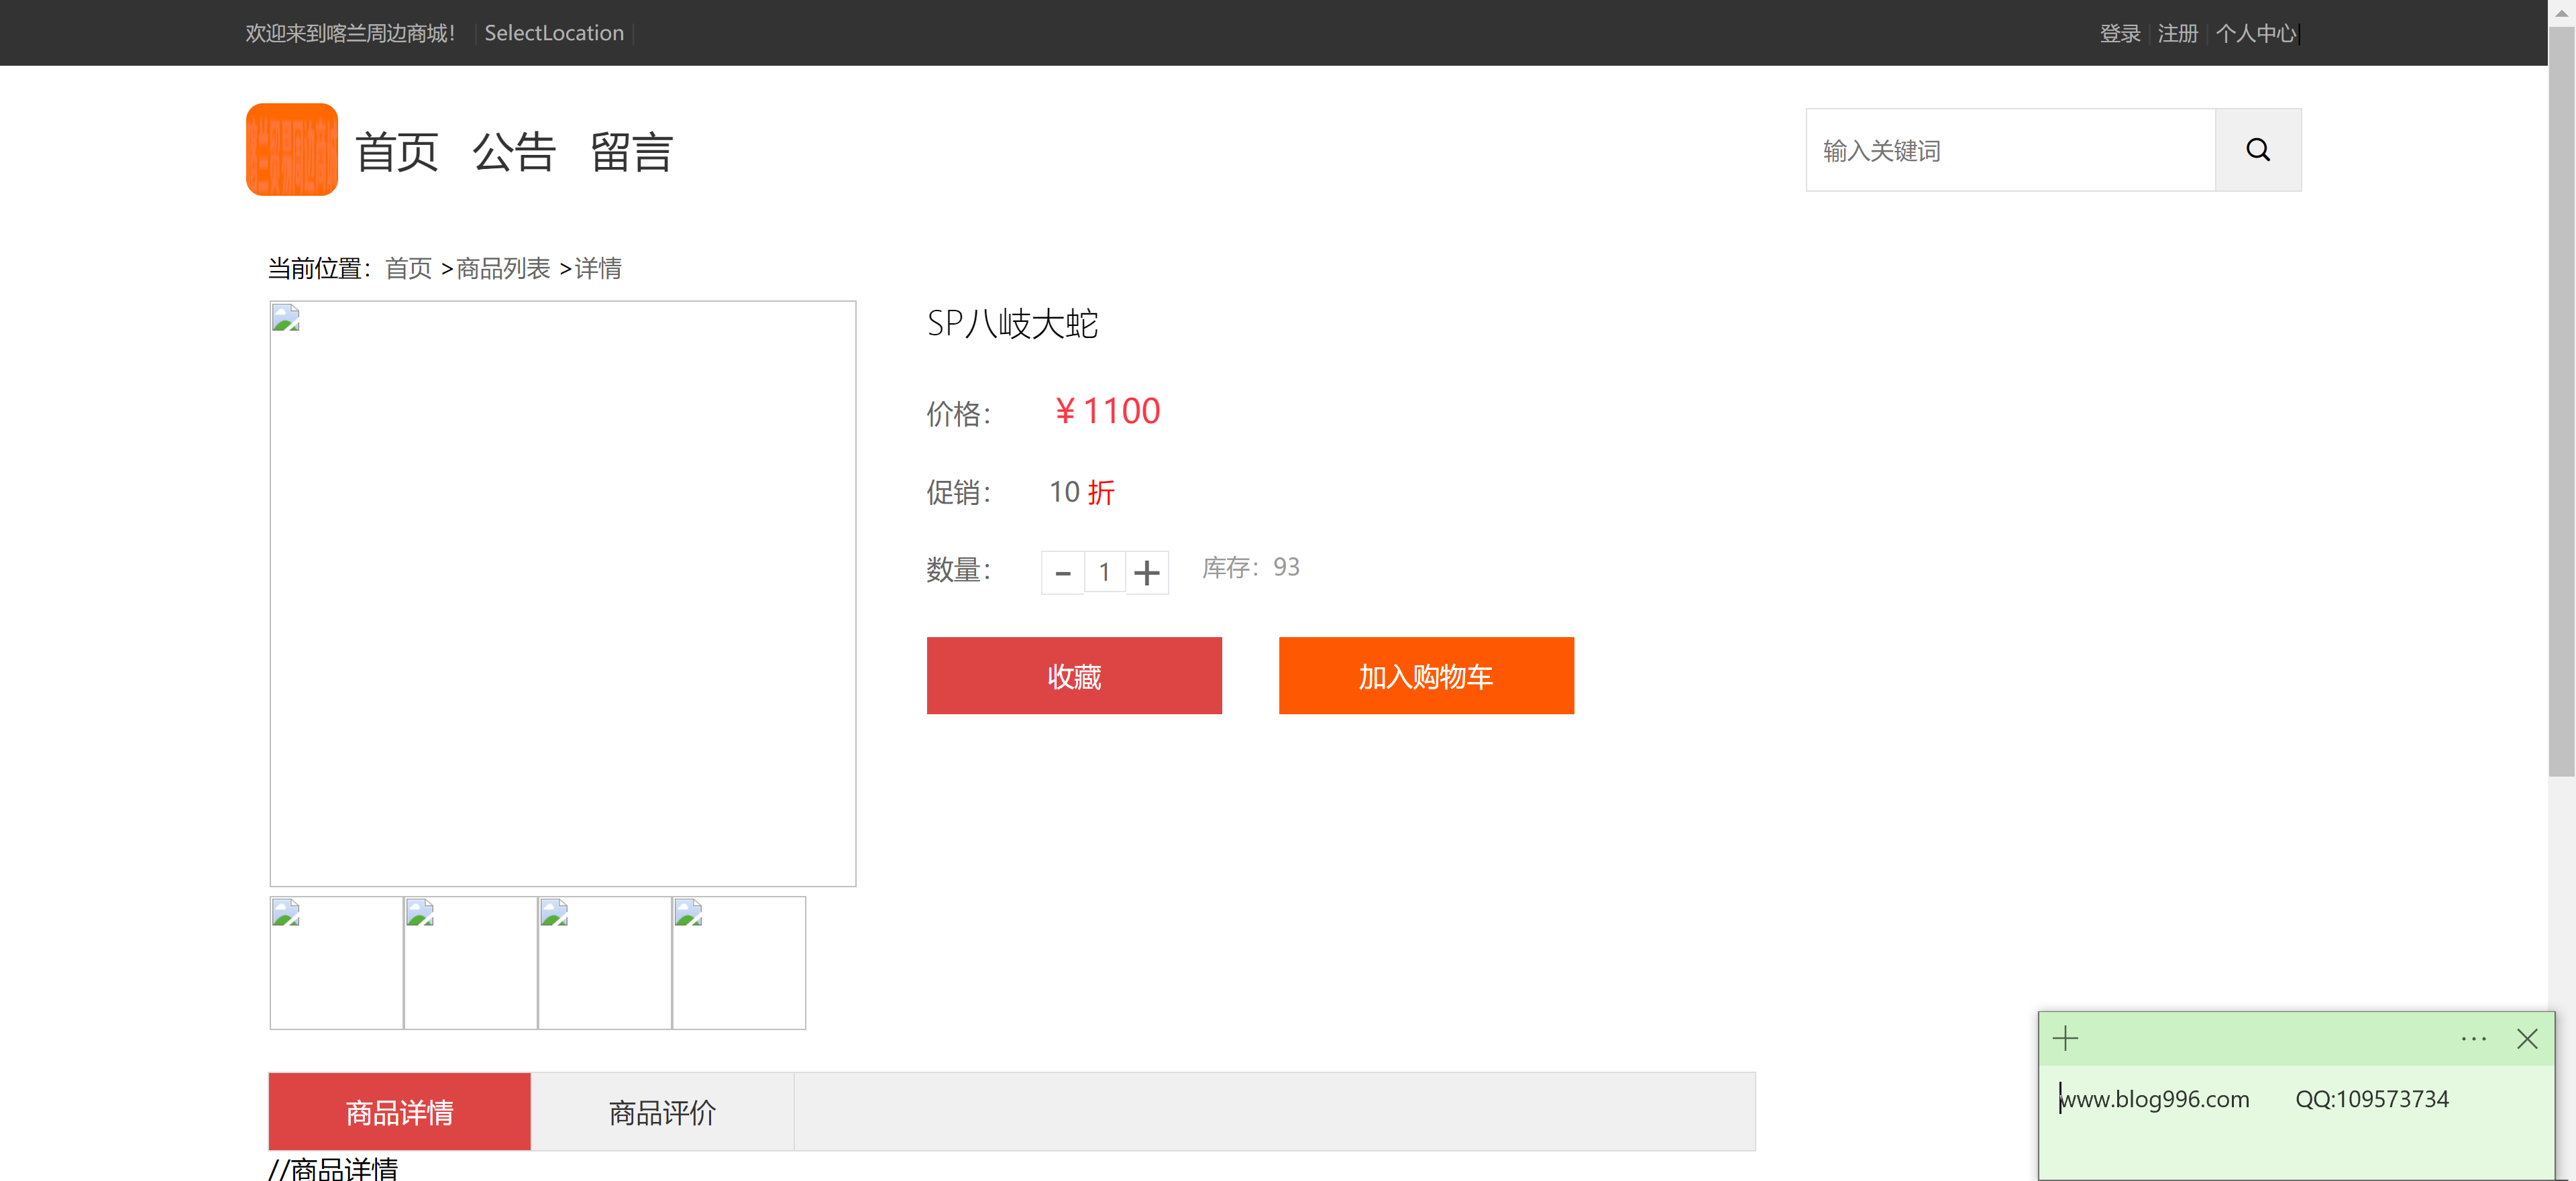 欢迎来到喀兰周边商城! | SelectLocation |
登录 | 注册 | 个人中心|
首页 公告 留言
输入关键词
当前位置：首页 >商品列表 >详情
SP八岐大蛇
价格： ￥1100
促销： 10 折
数量： - 1 + 库存：93
收藏 加入购物车
商品详情 商品评价
//商品详情
www.blog996.com QQ:109573734